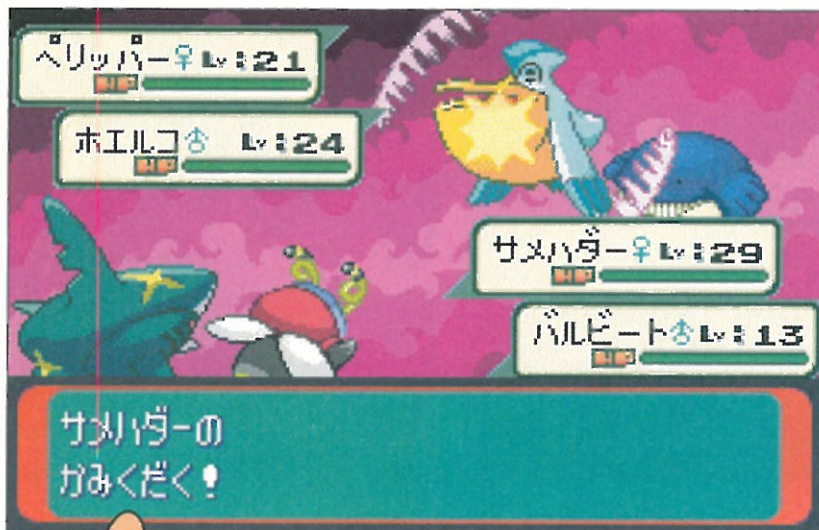 ペリッパー♀ Lv:21
HP
ホエルコ♂ Lv:24
HP
サメハダー♀ Lv:29
HP
バルビート♂ Lv:13
HP
サメハダーの
かみくだく!